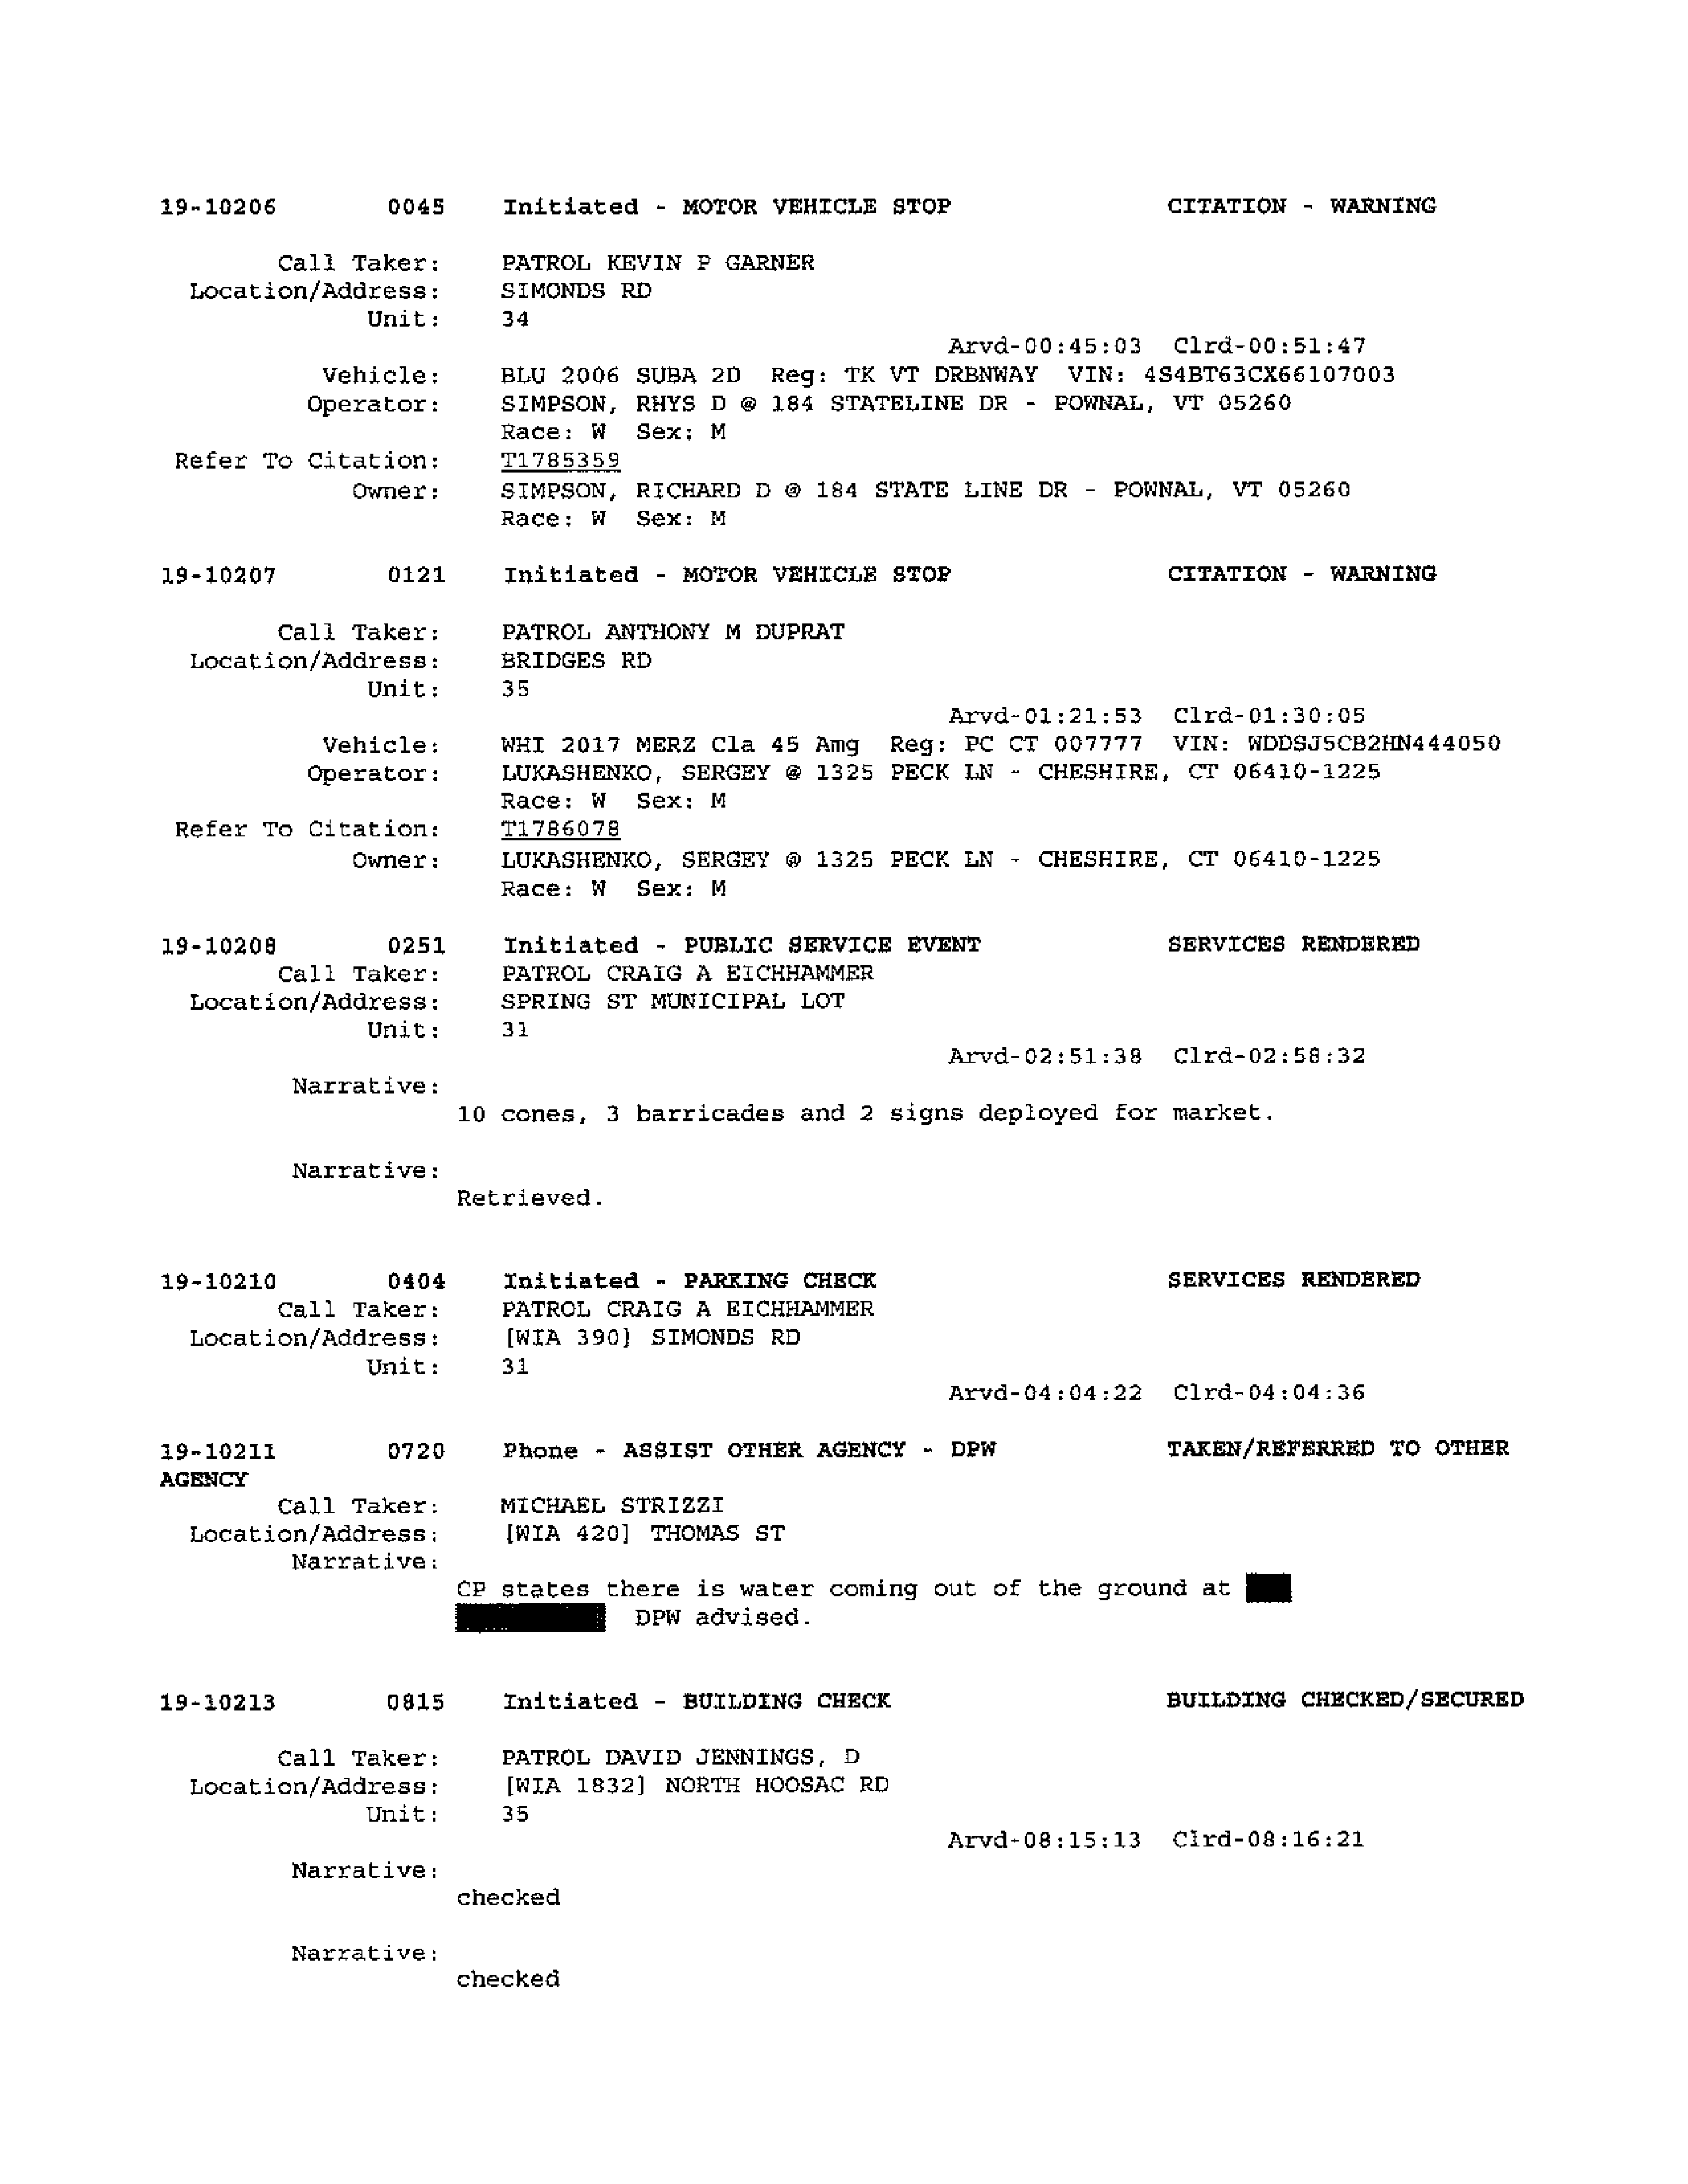 19-10206 0045 Initiated - MOTOR VEHICLE STOP CITATION - WARNING
Call Taker: PATROL KEVIN P GARNER
Location/Address: SIMONDS RD
Unit: 34
Arvd-00:45:03 Clrd-00:51:47
Vehicle: BLU 2006 SUBA 2D Reg: TK VT DRBNWAY VIN: 4S4BT63CX66107003
Operator: SIMPSON, RHYS D @ 184 STATELINE DR - POWNAL, VT 05260
Race: W Sex: M
Refer To Citation: T1785359
Owner: SIMPSON, RICHARD D @ 184 STATE LINE DR - POWNAL, VT 05260
Race: W Sex: M
19-10207 0121 Initiated - MOTOR VEHICLE STOP CITATION - WARNING
Call Taker: PATROL ANTHONY M DUPRAT
Location/Address: BRIDGES RD
Unit: 35
Arvd-01:21:53 Clrd-01:30:05
Vehicle: WHI 2017 MERZ Cla 45 Amg Reg: PC CT 007777 VIN: WDDSJ5CB2HN444050
Operator: LUKASHENKO, SERGEY @ 1325 PECK LN - CHESHIRE, CT 06410-1225
Race: W Sex: M
Refer To Citation: T1786078
Owner: LUKASHENKO, SERGEY @ 1325 PECK LN - CHESHIRE, CT 06410-1225
Race: W Sex: M
19-10208 0251 Initiated - PUBLIC SERVICE EVENT SERVICES RENDERED
Call Taker: PATROL CRAIG A EICHHAMMER
Location/Address: SPRING ST MUNICIPAL LOT
Unit: 31
Arvd-02:51:38 Clrd-02:58:32
Narrative:
10 cones, 3 barricades and 2 signs deployed for market.
Narrative:
Retrieved.
19-10210 0404 Initiated - PARKING CHECK SERVICES RENDERED
Call Taker: PATROL CRAIG A EICHHAMMER
Location/Address: [WIA 390] SIMONDS RD
Unit: 31
Arvd-04:04:22 Clrd-04:04:36
19-10211 0720 Phone - ASSIST OTHER AGENCY - DPW TAKEN/REFERRED TO OTHER
AGENCY
Call Taker: MICHAEL STRIZZI
Location/Address: [WIA 420] THOMAS ST
Narrative:
CP states there is water coming out of the ground at
DPW advised.
19-10213 0815 Initiated - BUILDING CHECK BUILDING CHECKED/SECURED
Call Taker: PATROL DAVID JENNINGS, D
Location/Address: [WIA 1832] NORTH HOOSAC RD
Unit: 35
Arvd-08:15:13 Clrd-08:16:21
Narrative:
checked
Narrative:
checked